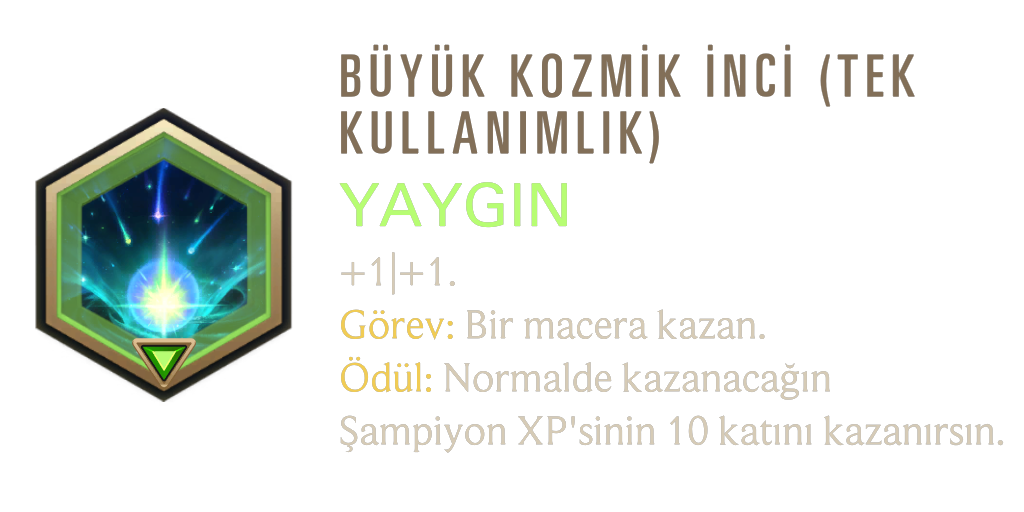 BÜYÜK KOZMİK İNCİ (TEK
KULLANIMLIK)
YAYGIN
+1|+1.
Görev: Bir macera kazan.
Ödül: Normalde kazanacağın
Şampiyon XP'sinin 10 katını kazanırsın.